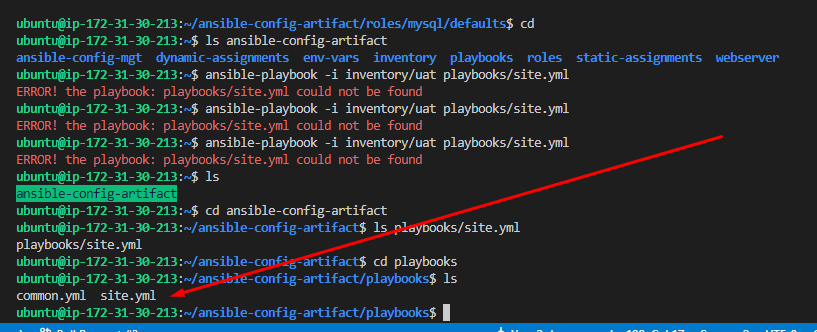 ubuntu@ip-172-31-30-213:~/ansible-config-artifact/roles/mysql/defaults$ cd
ubuntu@ip-172-31-30-213:~$ ls ansible-config-artifact
ansible-config-mgt  dynamic-assignments  env-vars  inventory  playbooks  roles  static-assignments  webserver
ubuntu@ip-172-31-30-213:~$ ansible-playbook -i inventory/uat playbooks/site.yml
ERROR! the playbook: playbooks/site.yml could not be found
ubuntu@ip-172-31-30-213:~$ ansible-playbook -i inventory/uat playbooks/site.yml
ERROR! the playbook: playbooks/site.yml could not be found
ubuntu@ip-172-31-30-213:~$ ansible-playbook -i inventory/uat playbooks/site.yml
ERROR! the playbook: playbooks/site.yml could not be found
ubuntu@ip-172-31-30-213:~$ ls
ansible-config-artifact
ubuntu@ip-172-31-30-213:~$ cd ansible-config-artifact
ubuntu@ip-172-31-30-213:~/ansible-config-artifact$ ls playbooks/site.yml
playbooks/site.yml
ubuntu@ip-172-31-30-213:~/ansible-config-artifact$ cd playbooks
ubuntu@ip-172-31-30-213:~/ansible-config-artifact/playbooks$ ls
common.yml  site.yml
ubuntu@ip-172-31-30-213:~/ansible-config-artifact/playbooks$